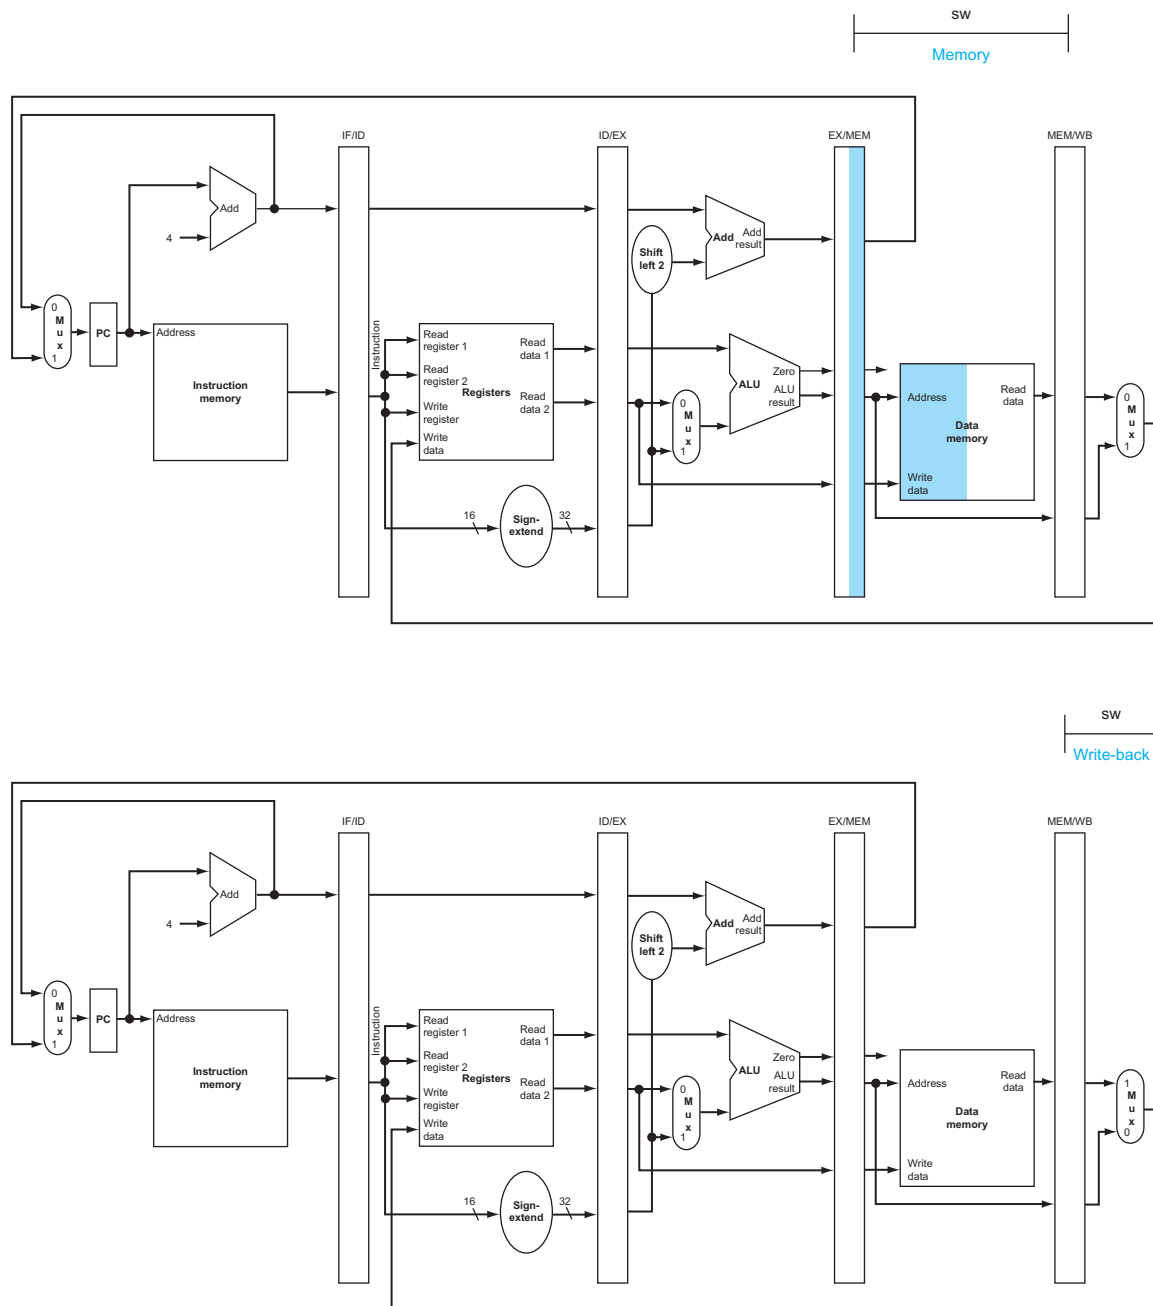 SW
Memory
IF/ID
ID/EX
EX/MEM
MEM/WB
Add
4
Shift
left 2
Add
Add
result
0
M
u
x
1
PC
Address
Instruction
memory
Instruction
Read
register 1
Read
register 2
Write
register
Write
data
Registers
Read
data 1
Read
data 2
16
Sign-
extend
32
0
M
u
x
1
ALU
Zero
ALU
result
Address
Write
data
Data
memory
Read
data
0
M
u
x
1
SW
Write-back
IF/ID
ID/EX
EX/MEM
MEM/WB
Add
4
Shift
left 2
Add
Add
result
0
M
u
x
1
PC
Address
Instruction
memory
Instruction
Read
register 1
Read
register 2
Write
register
Write
data
Registers
Read
data 1
Read
data 2
16
Sign-
extend
32
0
M
u
x
1
ALU
Zero
ALU
result
Address
Write
data
Data
memory
Read
data
1
M
u
x
0